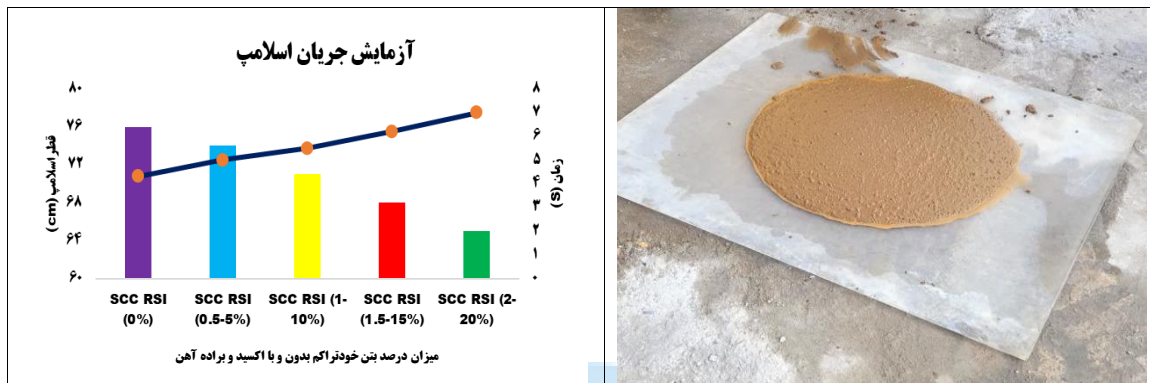 آزمایش جریان اسلامپ
قطر اسلامپ (cm)
۸۰
۷۶
۷۲
۶۸
۶۴
۶۰
زمان (S)
۸
۷
۶
۵
۴
۳
۲
۱
۰
SCC RSI
(0%)
SCC RSI
(0.5-5%)
SCC RSI (1-
10%)
SCC RSI
(1.5-15%)
SCC RSI (2-
20%)
میزان درصد بتن خودتراکم بدون و با اکسید و براده آهن